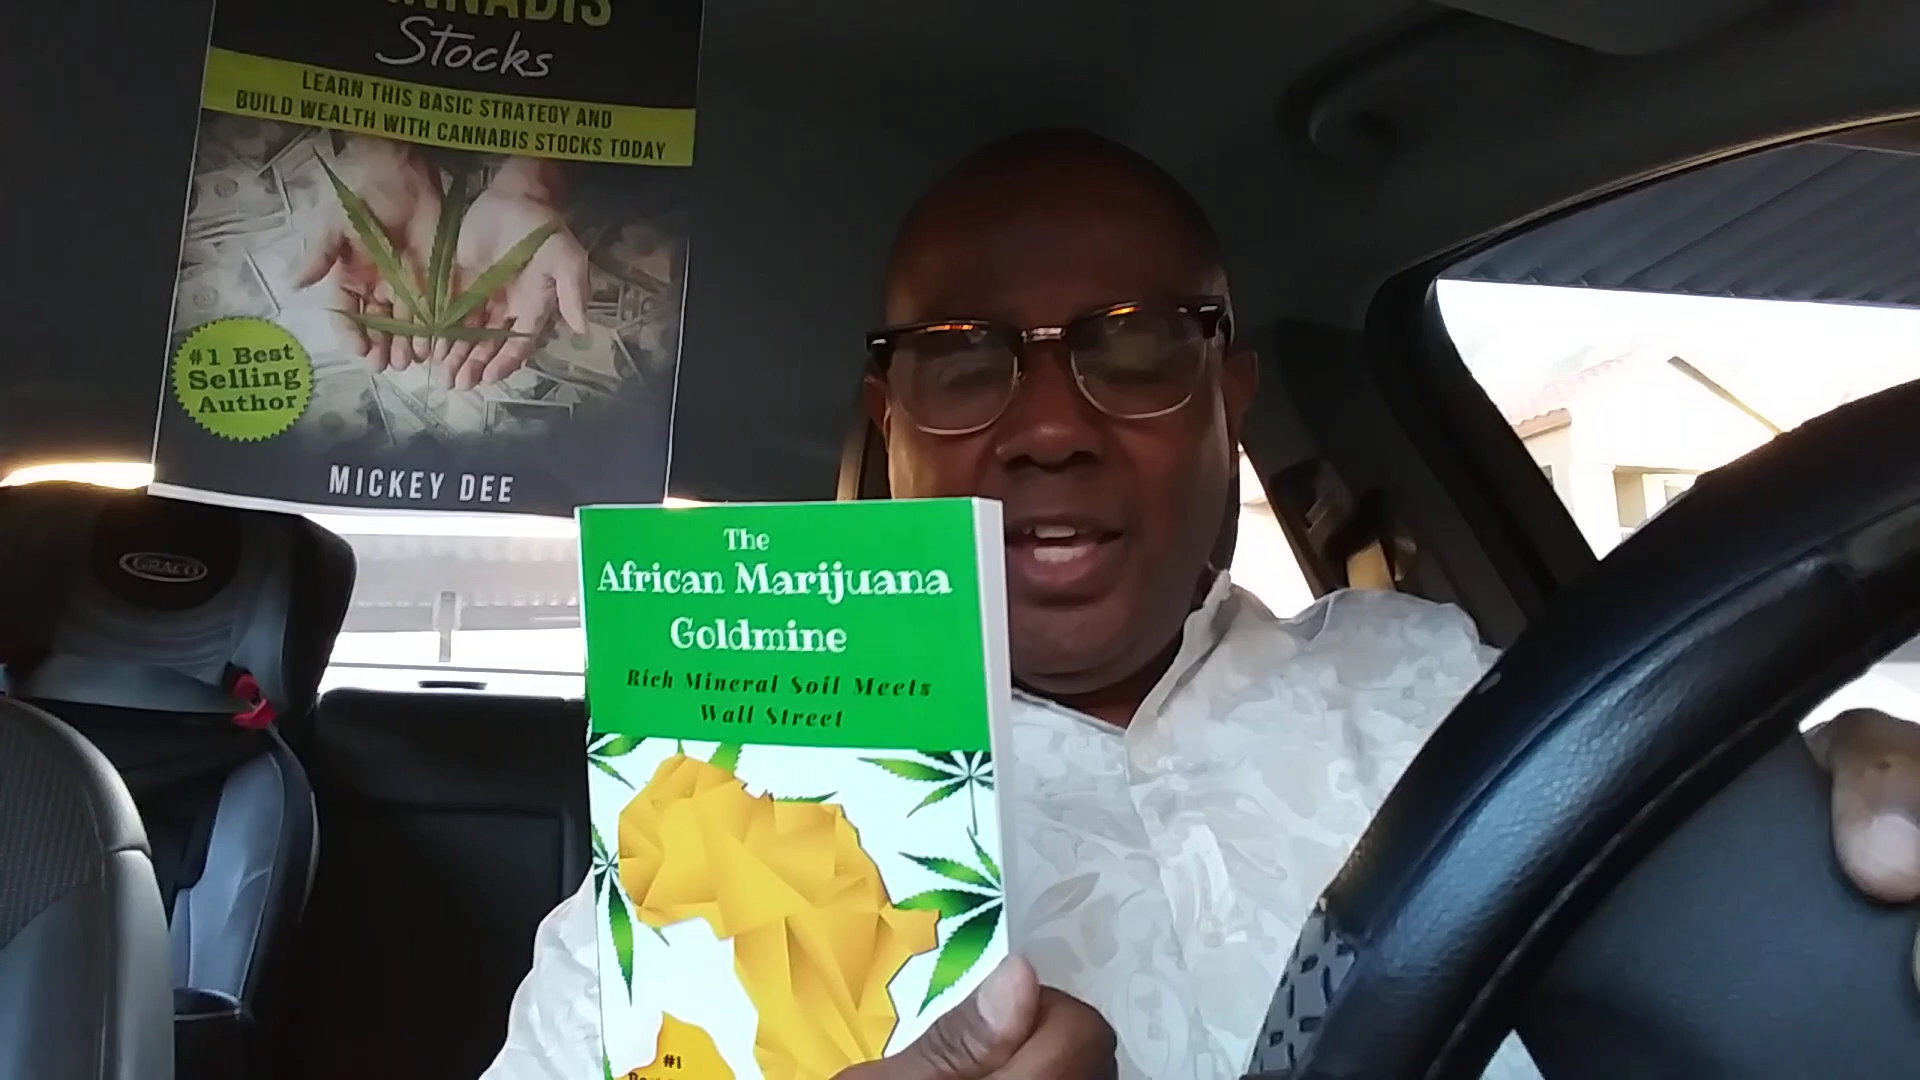 Stocks
LEARN THIS BASIC STRATEGY AND
BUILD WEALTH WITH CANNABIS STOCKS TODAY
#1 Best
Selling
Author
MICKEY DEE
GRACO
The
African Marijuana
Goldmine
Rich Mineral Soil Meets
Wall Street
#1